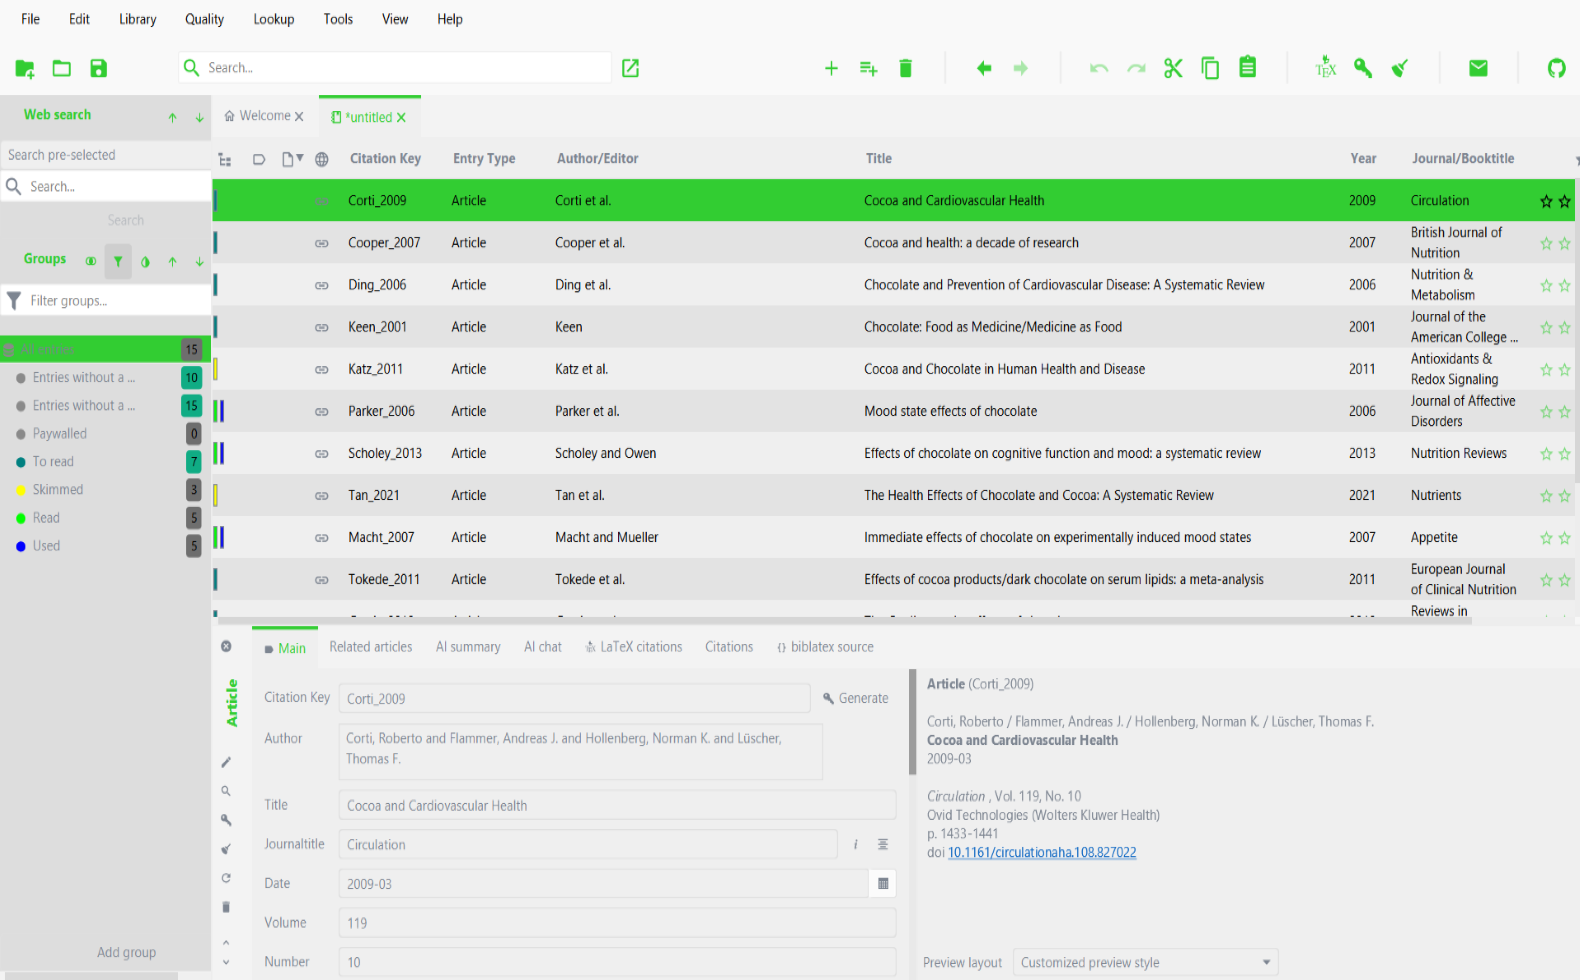 File Edit Library Quality Lookup Tools View Help
Search...
Web search
Welcome *untitled
Search pre-selected
Search...
Search
Groups
Filter groups...
All entries 15
Entries without a ... 10
Entries without a ... 15
Paywalled 0
To read 7
Skimmed 3
Read 5
Used 5
Add group
Citation Key Entry Type Author/Editor Title Year Journal/Booktitle
Corti_2009 Article Corti et al. Cocoa and Cardiovascular Health 2009 Circulation
Cooper_2007 Article Cooper et al. Cocoa and health: a decade of research 2007 British Journal of
Nutrition
Ding_2006 Article Ding et al. Chocolate and Prevention of Cardiovascular Disease: A Systematic Review 2006 Nutrition &
Metabolism
Keen_2001 Article Keen Chocolate: Food as Medicine/Medicine as Food 2001 Journal of the
American College ...
Katz_2011 Article Katz et al. Cocoa and Chocolate in Human Health and Disease 2011 Antioxidants &
Redox Signaling
Parker_2006 Article Parker et al. Mood state effects of chocolate 2006 Journal of Affective
Disorders
Scholey_2013 Article Scholey and Owen Effects of chocolate on cognitive function and mood: a systematic review 2013 Nutrition Reviews
Tan_2021 Article Tan et al. The Health Effects of Chocolate and Cocoa: A Systematic Review 2021 Nutrients
Macht_2007 Article Macht and Mueller Immediate effects of chocolate on experimentally induced mood states 2007 Appetite
Tokede_2011 Article Tokede et al. Effects of cocoa products/dark chocolate on serum lipids: a meta-analysis 2011 European Journal
of Clinical Nutrition
Reviews in
Main Related articles AI summary AI chat LaTeX citations Citations {} biblatex source
Article
Citation Key Corti_2009 Generate
Author Corti, Roberto and Flammer, Andreas J. and Hollenberg, Norman K. and Lüscher,
Thomas F.
Title Cocoa and Cardiovascular Health
Journaltitle Circulation i
Date 2009-03
Volume 119
Number 10
Article (Corti_2009)
Corti, Roberto / Flammer, Andreas J. / Hollenberg, Norman K. / Lüscher, Thomas F.
Cocoa and Cardiovascular Health
2009-03
Circulation , Vol. 119, No. 10
Ovid Technologies (Wolters Kluwer Health)
p. 1433-1441
doi 10.1161/circulationaha.108.827022
Preview layout Customized preview style